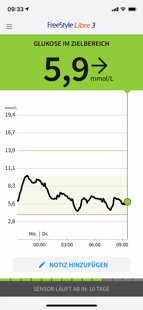 09:33
FreeStyle Libre 3
GLUKOSE IM ZIELBEREICH
5,9
mmol/L
mmol/L
19,4
16,7
13,9
11,1
8,3
5,6
2,8
Mo. Di.
00:00 03:00 06:00 09:00
NOTIZ HINZUFÜGEN
SENSOR LÄUFT AB IN: 10 TAGE